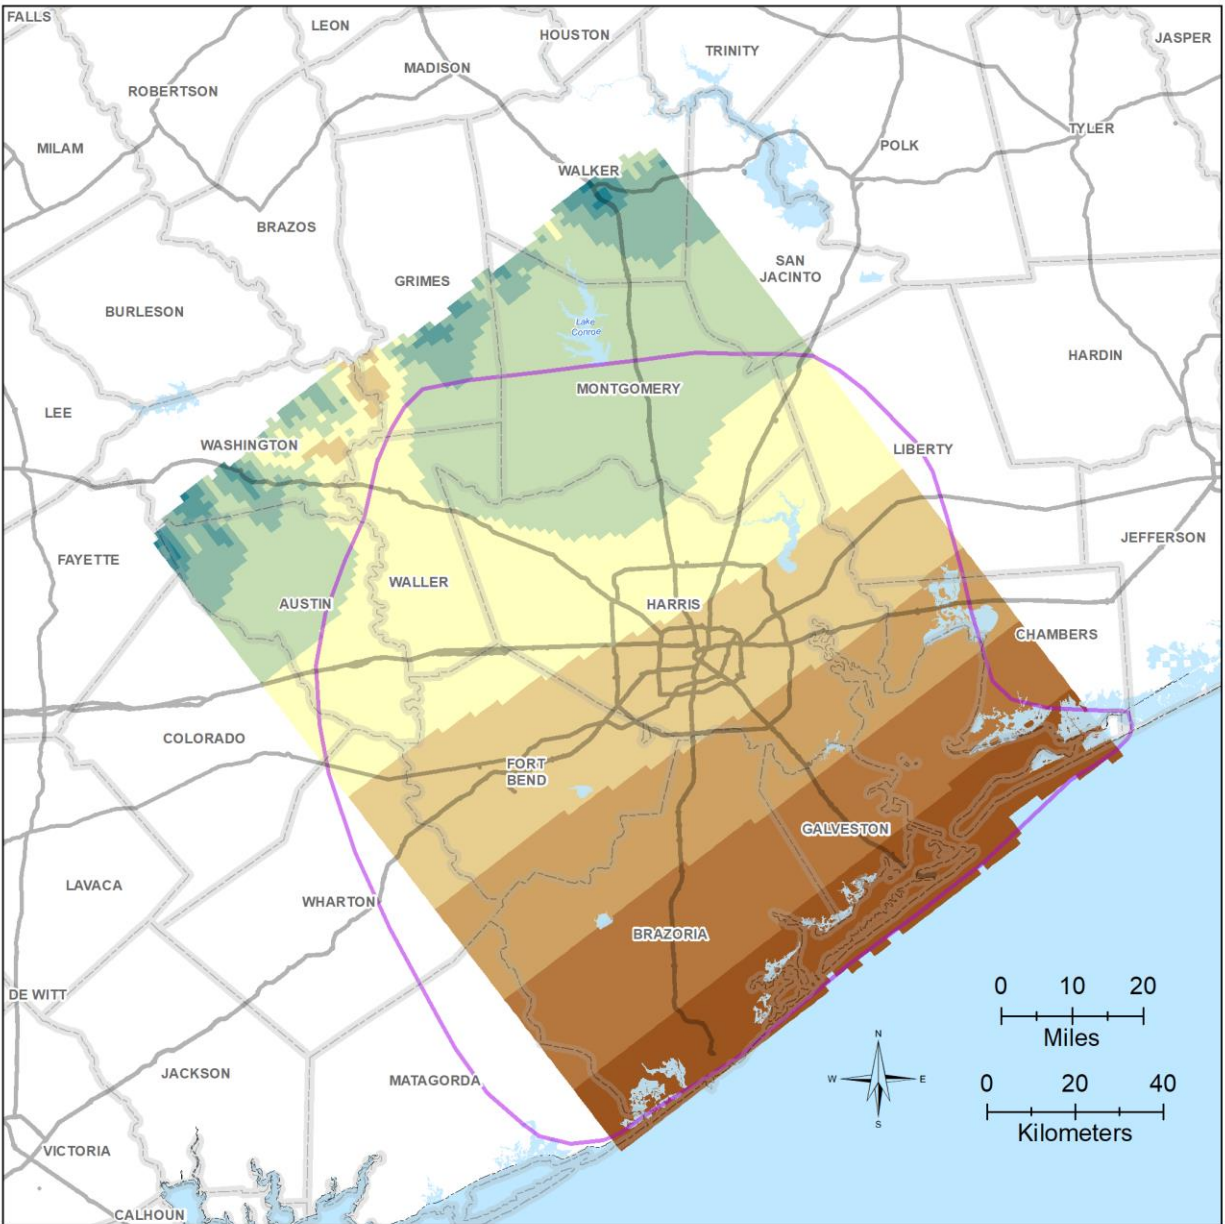 FALLS
LEON
HOUSTON
TRINITY
JASPER
MADISON
ROBERTSON
TYLER
MILAM
POLK
WALKER
BRAZOS
SAN
JACINTO
GRIMES
BURLESON
Lake
Conroe
HARDIN
MONTGOMERY
LEE
WASHINGTON
LIBERTY
JEFFERSON
FAYETTE
WALLER
AUSTIN
HARRIS
CHAMBERS
COLORADO
FORT
BEND
GALVESTON
LAVACA
WHARTON
BRAZORIA
DE WITT
0 10 20
Miles
N
W E
S
JACKSON
MATAGORDA
0 20 40
Kilometers
VICTORIA
CALHOUN